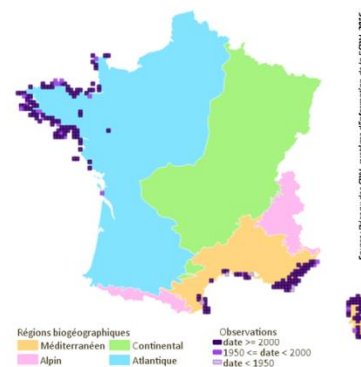 Régions biogéographiques
Méditerranéen
Continental
Alpin
Atlantique
Observations
date >= 2000
1950 <= date < 2000
date < 1950